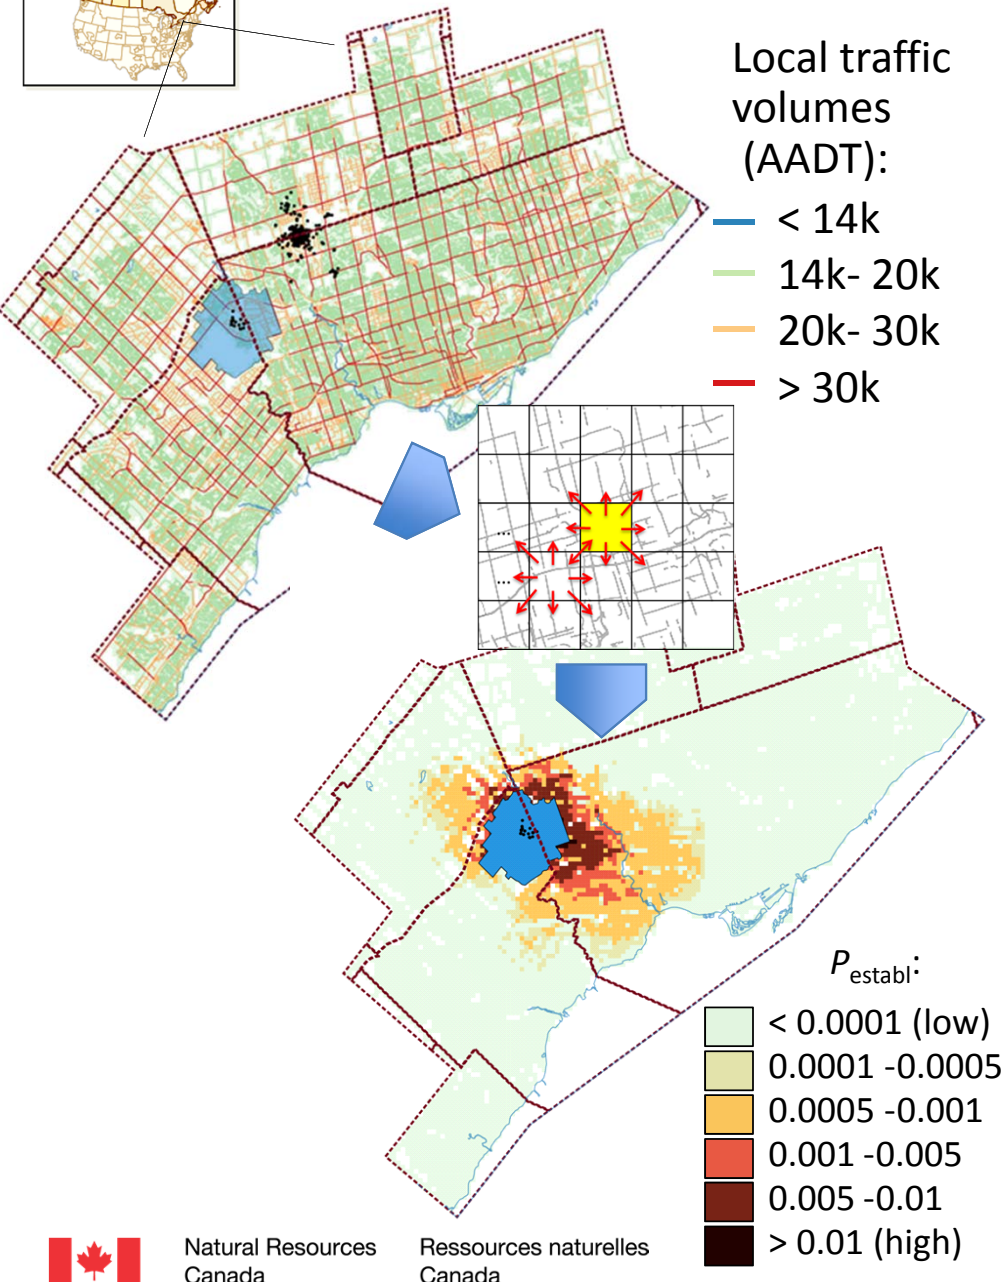 Local traffic
volumes
(AADT):
< 14k
14k- 20k
20k- 30k
> 30k
...
...
Pestabl:
< 0.0001 (low)
0.0001 -0.0005
0.0005 -0.001
0.001 -0.005
0.005 -0.01
> 0.01 (high)
Natural Resources
Canada
Ressources naturelles
Canada